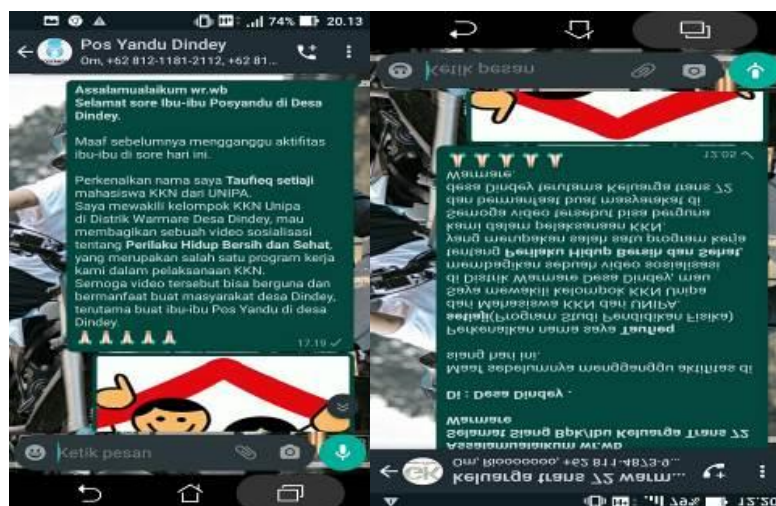 74% 20.13
Pos Yandu Dindey
Om, +62 812-1181-2112, +62 81...
Assalamualaikum wr.wb
Selamat sore Ibu-ibu Posyandu di Desa
Dindey.
Maaf sebelumnya mengganggu aktifitas
ibu-ibu di sore hari ini.
Perkenalkan nama saya Taufieq setiaji
mahasiswa KKN dari UNIPA.
Saya mewakili kelompok KKN Unipa
di Distrik Warmare Desa Dindey, mau
membagikan sebuah video sosialisasi
tentang Perilaku Hidup Bersih dan Sehat,
yang merupakan salah satu program kerja
kami dalam pelaksanaan KKN.
Semoga video tersebut bisa berguna dan
bermanfaat buat masyarakat desa Dindey,
terutama buat ibu-ibu Pos Yandu di desa
Dindey.
17.19
Ketik pesan
79% 12.20
keluarga trans 72 warm...
+62 811-4873-9...
Assalamualaikum wr.wb
Selamat Siang Bpk/Ibu Keluarga Trans 72
Warmare
Di : Desa Dindey .
Maaf sebelumnya mengganggu aktifitas di
siang hari ini.
Perkenalkan nama saya Taufieq
setiaji(Program Studi Pendidikan Fisika)
dari Mahasiswa KKN dari UNIPA.
Saya mewakili kelompok KKN Unipa
di Distrik Warmare Desa Dindey, mau
membagikan sebuah video sosialisasi
tentang Perilaku Hidup Bersih dan Sehat,
yang merupakan salah satu program kerja
kami dalam pelaksanaan KKN.
Semoga video tersebut bisa berguna
dan bermanfaat buat masyarakat di
desa Dindey terutama Keluarga trans 72
Warmare.
12.05
Ketik pesan